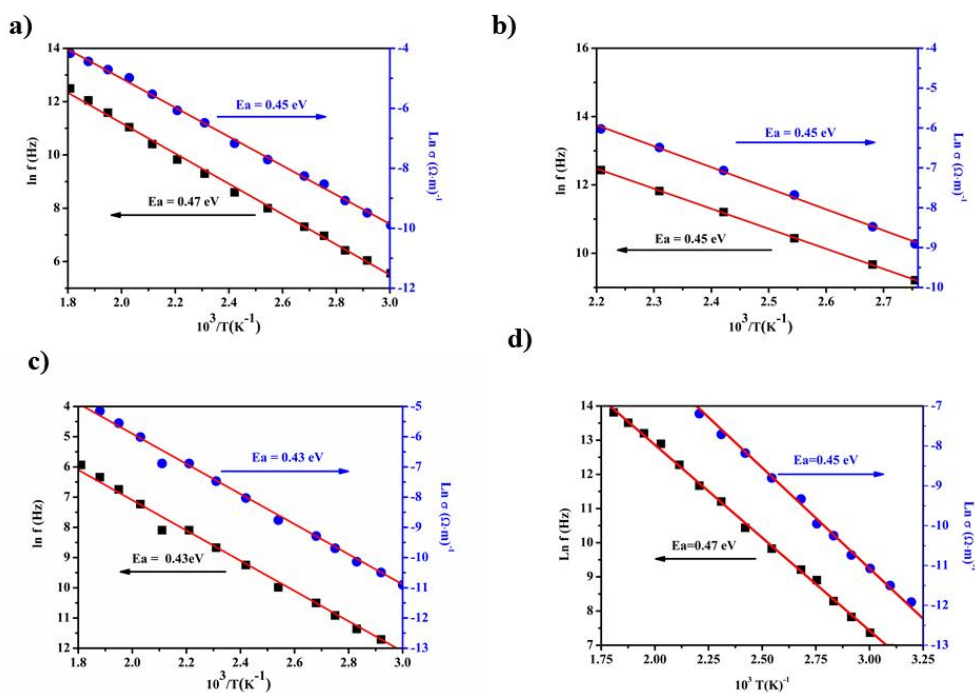 a)
14
12
10
8
6
ln f (Hz)
-4
-6
-8
-10
-12
Ln σ (Ω·m)⁻¹
Ea = 0.45 eV
Ea = 0.47 eV
1.8 2.0 2.2 2.4 2.6 2.8 3.0
10³/T(K⁻¹)
b)
16
14
12
10
ln f (Hz)
-4
-5
-6
-7
-8
-9
-10
Ln σ (Ω·m)⁻¹
Ea = 0.45 eV
Ea = 0.45 eV
2.2 2.3 2.4 2.5 2.6 2.7
10³/T(K⁻¹)
c)
4
5
6
7
8
9
10
11
12
ln f (Hz)
-5
-6
-7
-8
-9
-10
-11
-12
Ln σ (Ω·m)⁻¹
Ea = 0.43 eV
Ea = 0.43eV
1.8 2.0 2.2 2.4 2.6 2.8 3.0
10³/T(K⁻¹)
d)
14
13
12
11
10
9
8
7
Ln f (Hz)
-7
-8
-9
-10
-11
-12
-13
Ln σ (Ω·m)⁻¹
Ea=0.45 eV
Ea=0.47 eV
1.75 2.00 2.25 2.50 2.75 3.00 3.25
10³ T(K)⁻¹